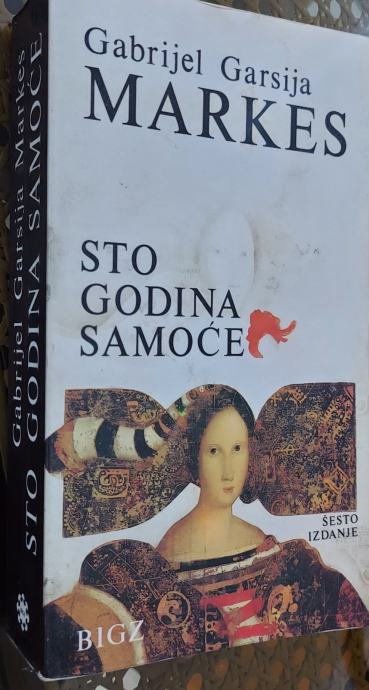 Gabrijel Garsija
MARKES
STO
GODINA
SAMOĆE
ŠESTO
IZDANJE
BIGZ
Gabrijel Garsija Markes
STO GODINA SAMOĆE